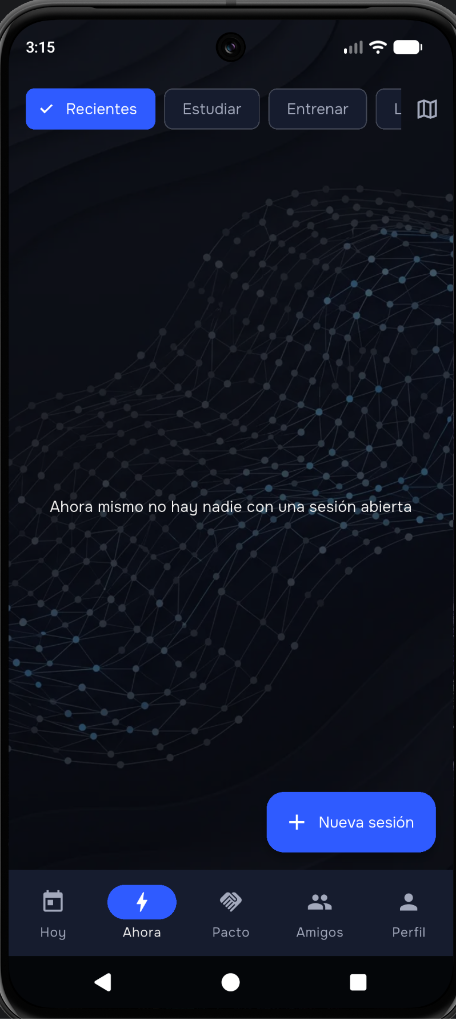 3:15
Recientes
Estudiar
Entrenar
L
Ahora mismo no hay nadie con una sesión abierta
Nueva sesión
Hoy
Ahora
Pacto
Amigos
Perfil